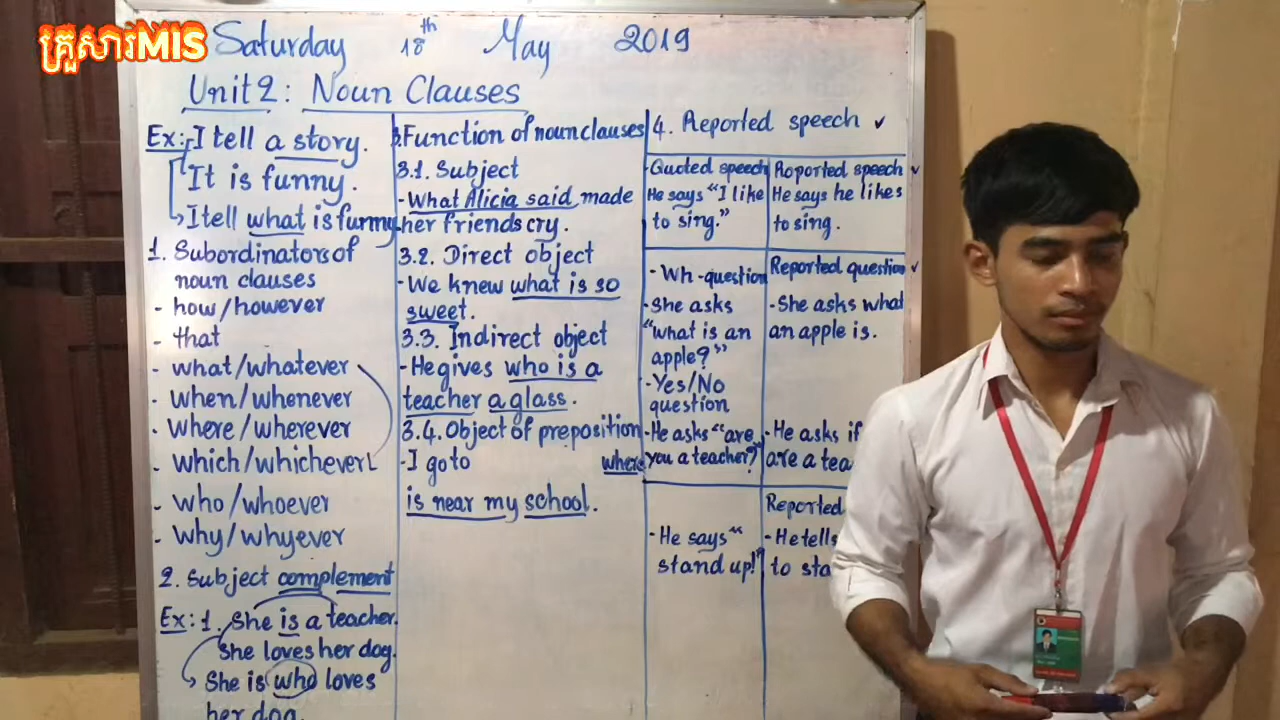 គ្រួសារMIS
Saturday 18th May 2019
Unit 2: Noun Clauses
Ex: I tell a story.
It is funny.
I tell what is funny.
1. Subordinators of
noun clauses
- how/however
- that
- what/whatever
- when/whenever
- where/wherever
- which/whichever
- who/whoever
- why/whyever
2. Subject complement
Ex: 1. She is a teacher.
She loves her dog.
She is who loves
her dog.
3. Function of noun clauses
3.1. Subject
- What Alicia said made
her friends cry.
3.2. Direct object
- We knew what is so
sweet.
3.3. Indirect object
- He gives who is a
teacher a glass.
3.4. Object of preposition
- I go to where
is near my school.
4. Reported speech ✓
- Quoted speech
He says "I like
to sing."
- Wh-question
- She asks
"what is an
apple?"
- Yes/No
question
- He asks "are
you a teacher?"
- He says "
stand up!"
Roported speech ✓
He says he likes
to sing.
Reported question ✓
- She asks what
an apple is.
- He asks if
are a tea
Reported
- He tells
to sta